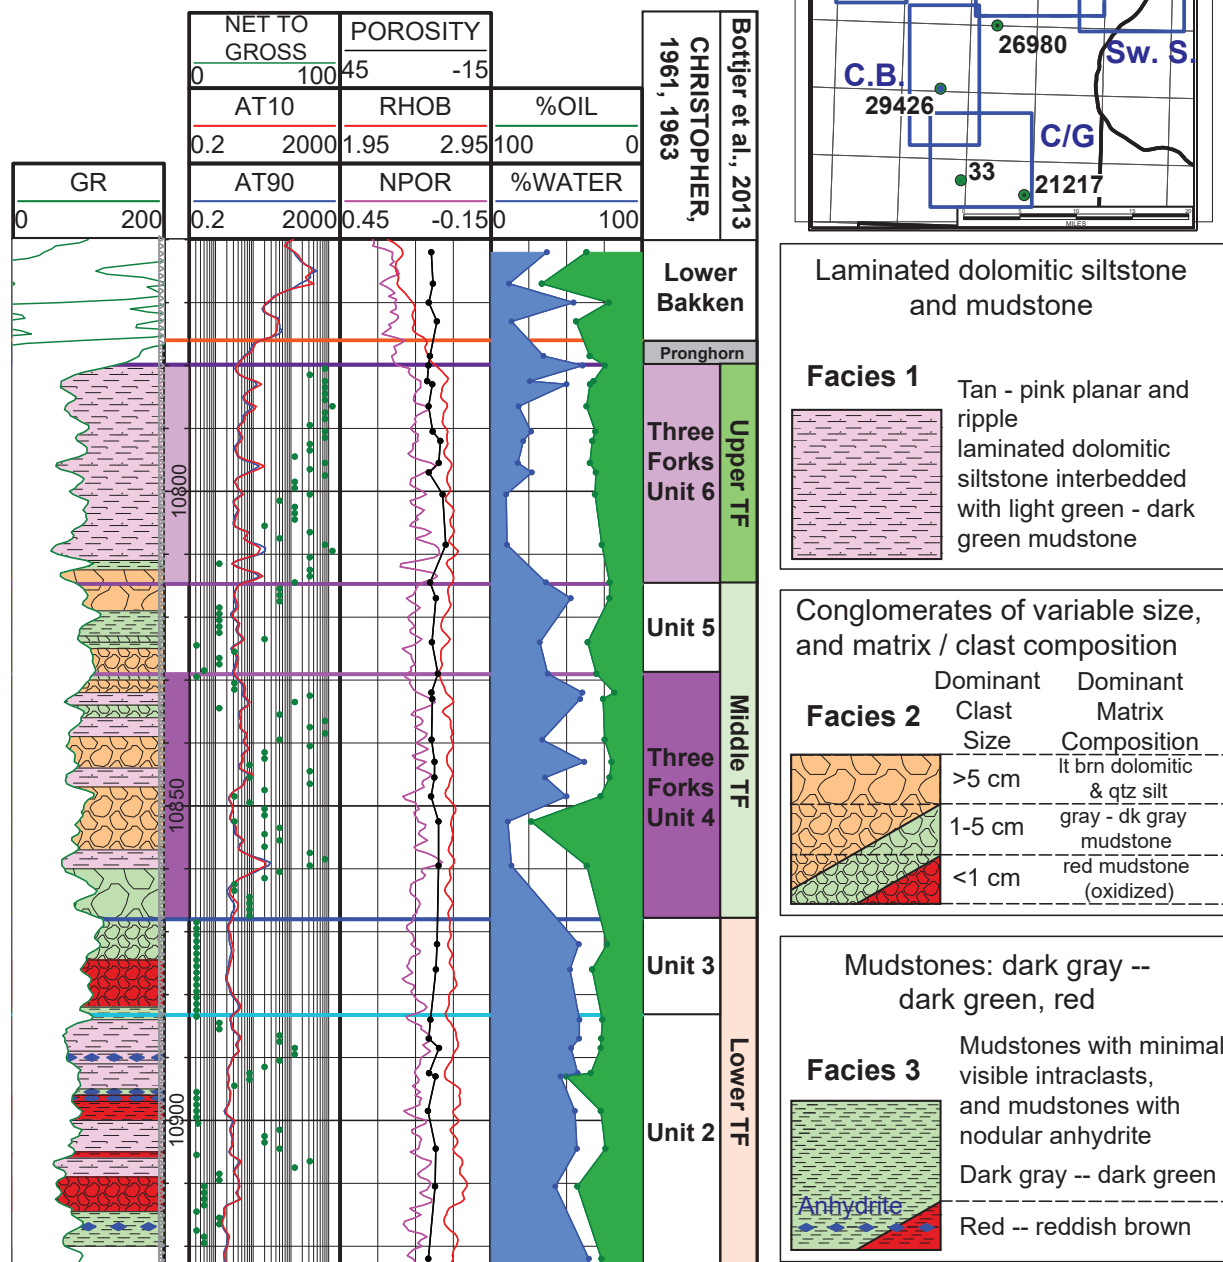 NET TO
GROSS
0 100
POROSITY
45 -15
AT10
0.2 2000
RHOB
1.95 2.95
%OIL
100 0
GR
0 200
AT90
0.2 2000
NPOR
0.45 -0.15
%WATER
0 100
CHRISTOPHER,
1961, 1963
Bottjer et al., 2013
Lower
Bakken
Pronghorn
Three
Forks
Unit 6
Upper TF
Unit 5
Three
Forks
Unit 4
Middle TF
Unit 3
Unit 2
Lower TF
10800
10850
10900
26980
Sw. S.
C.B.
29426
C/G
33
21217
0 5 10 15 20
MILES
Laminated dolomitic siltstone
and mudstone
Facies 1
Tan - pink planar and
ripple
laminated dolomitic
siltstone interbedded
with light green - dark
green mudstone
Conglomerates of variable size,
and matrix / clast composition
Facies 2
Dominant
Clast
Size
Dominant
Matrix
Composition
>5 cm
lt brn dolomitic
& qtz silt
1-5 cm
gray - dk gray
mudstone
<1 cm
red mudstone
(oxidized)
Mudstones: dark gray --
dark green, red
Facies 3
Mudstones with minimal
visible intraclasts,
and mudstones with
nodular anhydrite
Dark gray -- dark green
Anhydrite
Red -- reddish brown